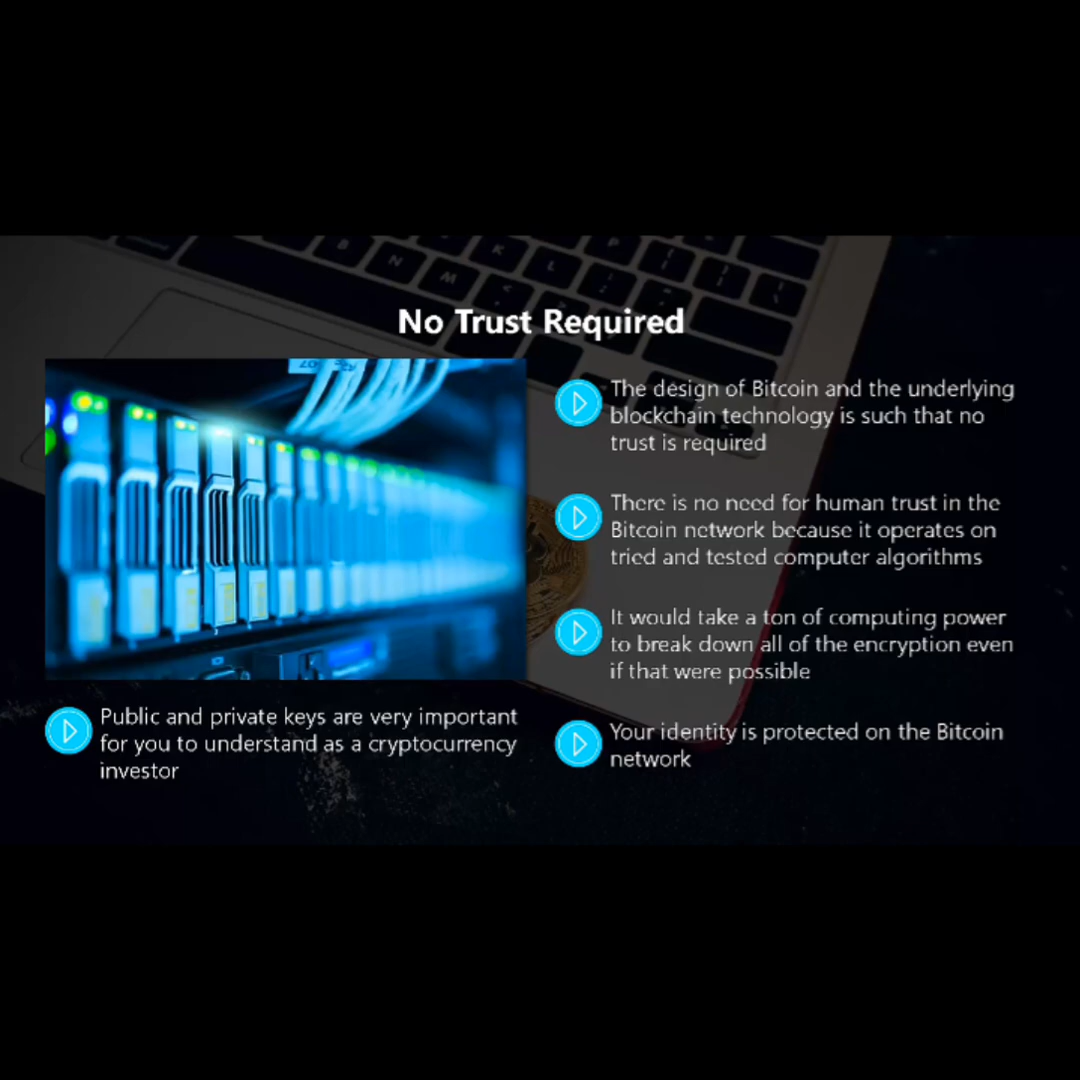 No Trust Required
The design of Bitcoin and the underlying
blockchain technology is such that no
trust is required
There is no need for human trust in the
Bitcoin network because it operates on
tried and tested computer algorithms
It would take a ton of computing power
to break down all of the encryption even
if that were possible
Your identity is protected on the Bitcoin
network
Public and private keys are very important
for you to understand as a cryptocurrency
investor